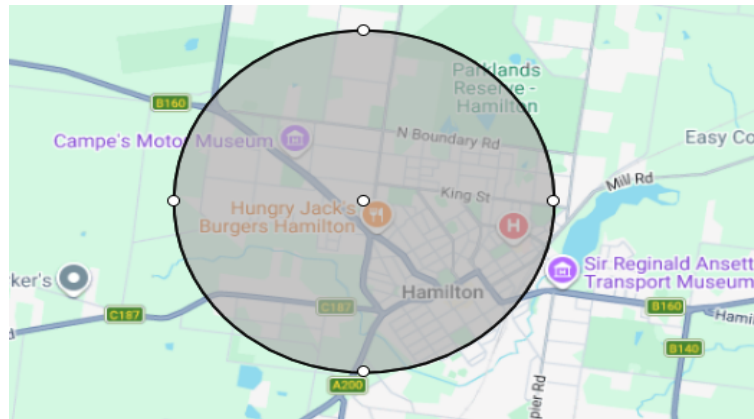 Parklands
Reserve -
Hamilton
B160
N Boundary Rd
Campe's Motor Museum
Easy Co
Mill Rd
King St
Hungry Jack's
Burgers Hamilton
H
Sir Reginald Ansett
Transport Museum
ker's
Hamilton
C187
C187
B160
Hamil
B140
A200
pier Rd